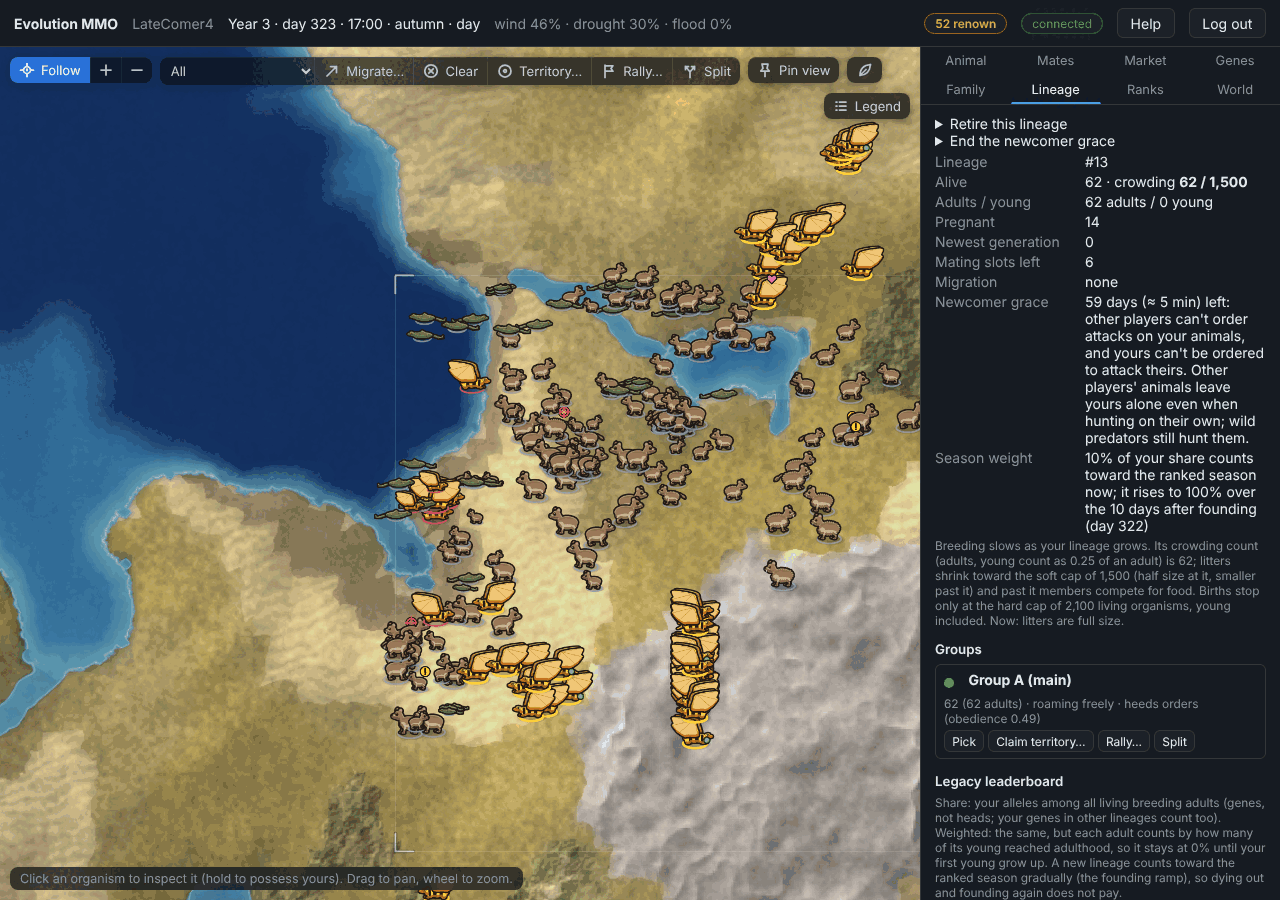 Evolution MMO LateComer4 Year 3 · day 323 · 17:00 · autumn · day wind 46% · drought 30% · flood 0% 52 renown connected Help Log out
Follow + − All Migrate... Clear Territory... Rally... Split Pin view
Legend
Animal Mates Market Genes
Family Lineage Ranks World
Retire this lineage
End the newcomer grace
Lineage #13
Alive 62 · crowding 62 / 1,500
Adults / young 62 adults / 0 young
Pregnant 14
Newest generation 0
Mating slots left 6
Migration none
Newcomer grace 59 days (≈ 5 min) left:
other players can't order
attacks on your animals,
and yours can't be ordered
to attack theirs. Other
players' animals leave
yours alone even when
hunting on their own; wild
predators still hunt them.
Season weight 10% of your share counts
toward the ranked season
now; it rises to 100% over
the 10 days after founding
(day 322)
Breeding slows as your lineage grows. Its crowding count
(adults, young count as 0.25 of an adult) is 62; litters
shrink toward the soft cap of 1,500 (half size at it, smaller
past it) and past it members compete for food. Births stop
only at the hard cap of 2,100 living organisms, young
included. Now: litters are full size.
Groups
Group A (main)
62 (62 adults) · roaming freely · heeds orders
(obedience 0.49)
Pick Claim territory... Rally... Split
Legacy leaderboard
Share: your alleles among all living breeding adults (genes,
not heads; your genes in other lineages count too).
Weighted: the same, but each adult counts by how many
of its young reached adulthood, so it stays at 0% until your
first young grow up. A new lineage counts toward the
ranked season gradually (the founding ramp), so dying out
and founding again does not pay.
Click an organism to inspect it (hold to possess yours). Drag to pan, wheel to zoom.